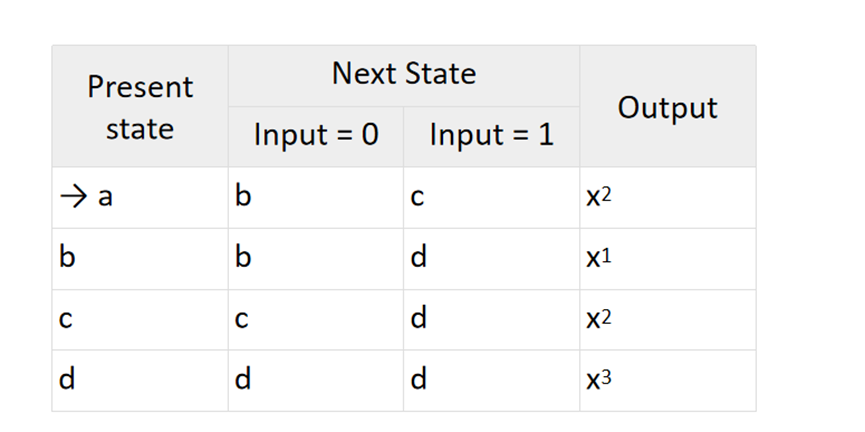 Present state Next State Output
Input = 0 Input = 1
→ a b c x2
b b d x1
c c d x2
d d d x3